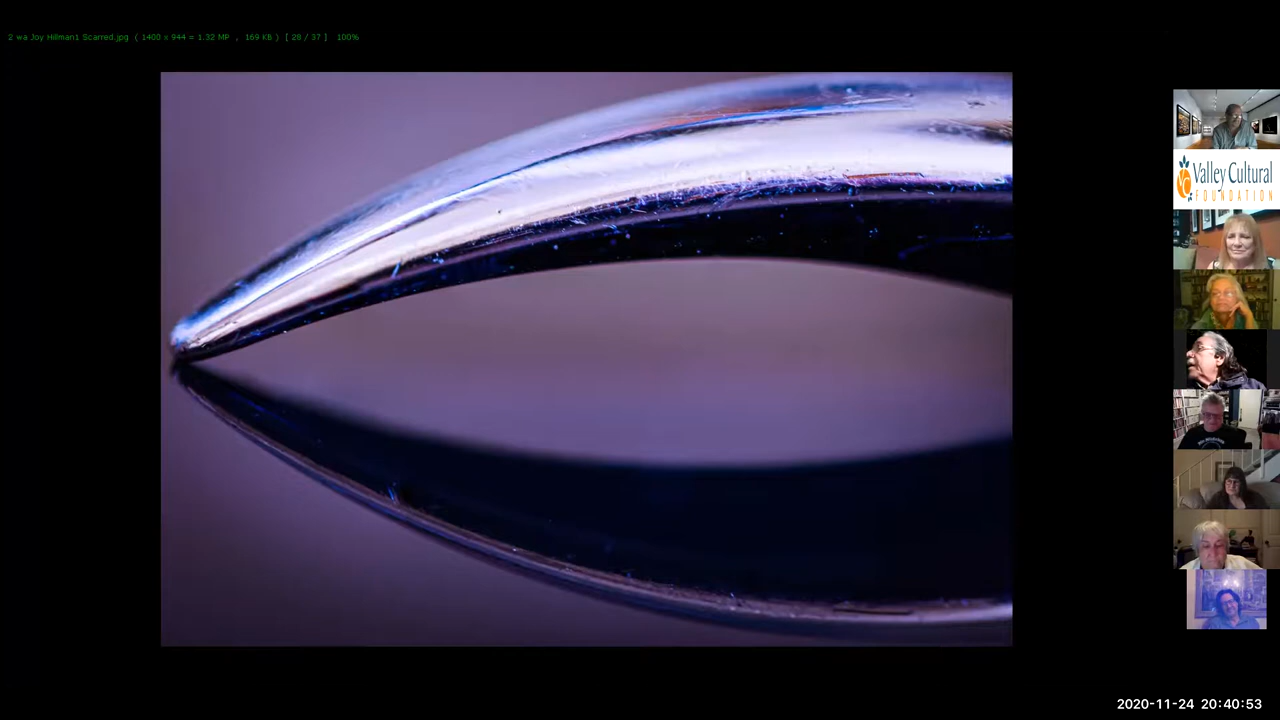 2 wa Joy Hillman1 Scarred.jpg ( 1400 x 944 = 1.32 MP , 169 KB ) [ 28 / 37 ] 100%
Valley Cultural
FOUNDATION
2020-11-24 20:40:53